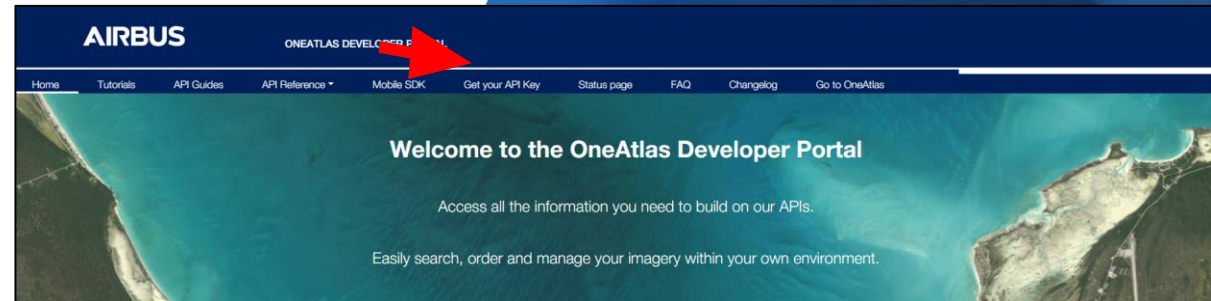 AIRBUS
ONEATLAS DEVELOPER PORTAL
Home Tutorials API Guides API Reference Mobile SDK Get your API Key Status page FAQ Changelog Go to OneAtlas
Welcome to the OneAtlas Developer Portal
Access all the information you need to build on our APIs.
Easily search, order and manage your imagery within your own environment.